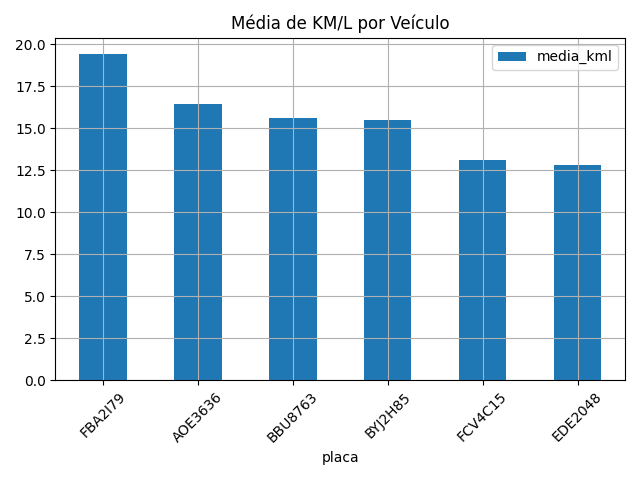 Média de KM/L por Veículo
media_kml
20.0
17.5
15.0
12.5
10.0
7.5
5.0
2.5
0.0
FBA2I79
AOE3636
BBU8763
BYJ2H85
FCV4C15
EDE2048
placa